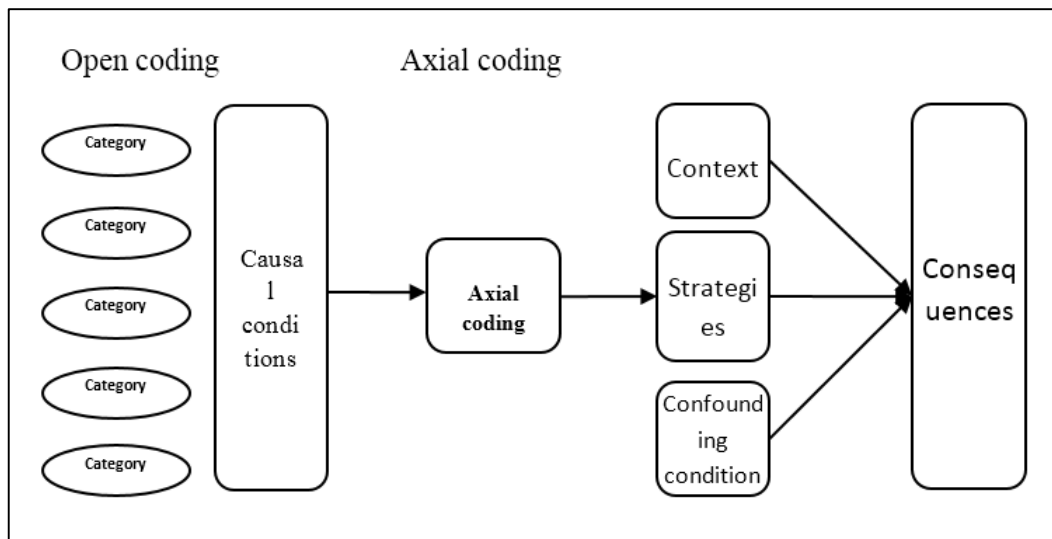 Open coding
Axial coding
Category
Category
Category
Category
Category
Causa
l
condi
tions
Axial
coding
Context
Strategi
es
Confound
ing
condition
Conseq
uences